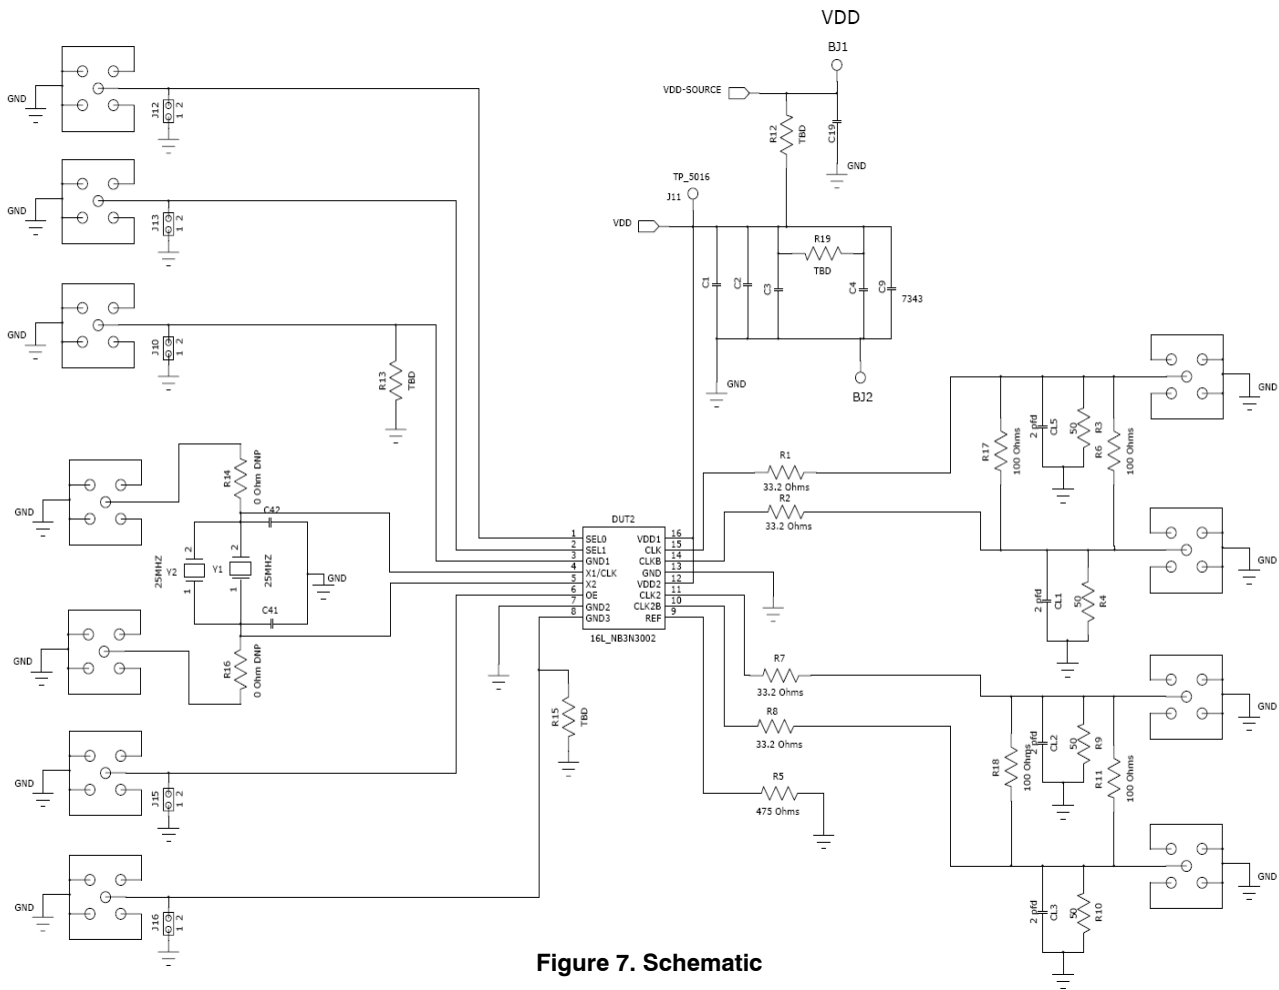 VDD
BJ1
VDD-SOURCE
R12
TBD
C19
GND
TP_5016
J11
VDD
R19
TBD
C1
C2
C3
C4
C9
7343
GND
BJ2
GND
J12
1 2
GND
J13
1 2
GND
J10
1 2
R13
TBD
GND
R14
0 Ohm DNP
C42
25MHZ
Y2
2
1
Y1
2
1
25MHZ
GND
C41
R16
0 Ohm DNP
GND
GND
J15
1 2
GND
J16
1 2
R15
TBD
DUT2
1 SEL0 VDD1 16
2 SEL1 CLK 15
3 GND1 CLKB 14
4 X1/CLK GND 13
5 X2 VDD2 12
6 OE CLK2 11
7 GND2 CLK2B 10
8 GND3 REF 9
16L_NB3N3002
R1
33.2 Ohms
R2
33.2 Ohms
R7
33.2 Ohms
R8
33.2 Ohms
R5
475 Ohms
R17
100 Ohms
2 pfd
CL5
50
R3
R6
100 Ohms
GND
2 pfd
CL1
50
R4
GND
R18
100 Ohms
2 pfd
CL2
50
R9
R11
100 Ohms
GND
2 pfd
CL3
50
R10
GND
Figure 7. Schematic